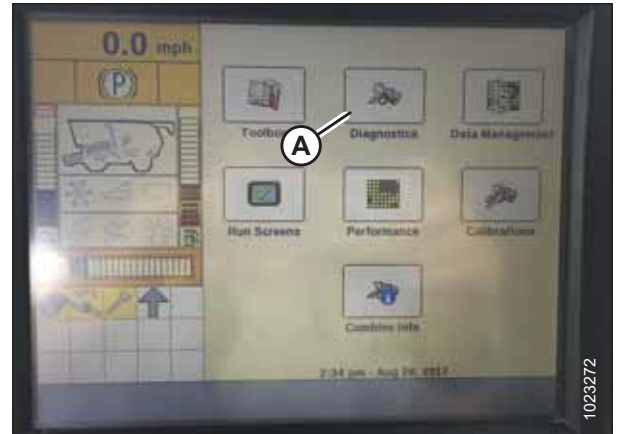 0.0 mph
(P)
Toolbox
Diagnostics
Data Management
A
Run Screens
Performance
Calibrations
Combine Info
1023272